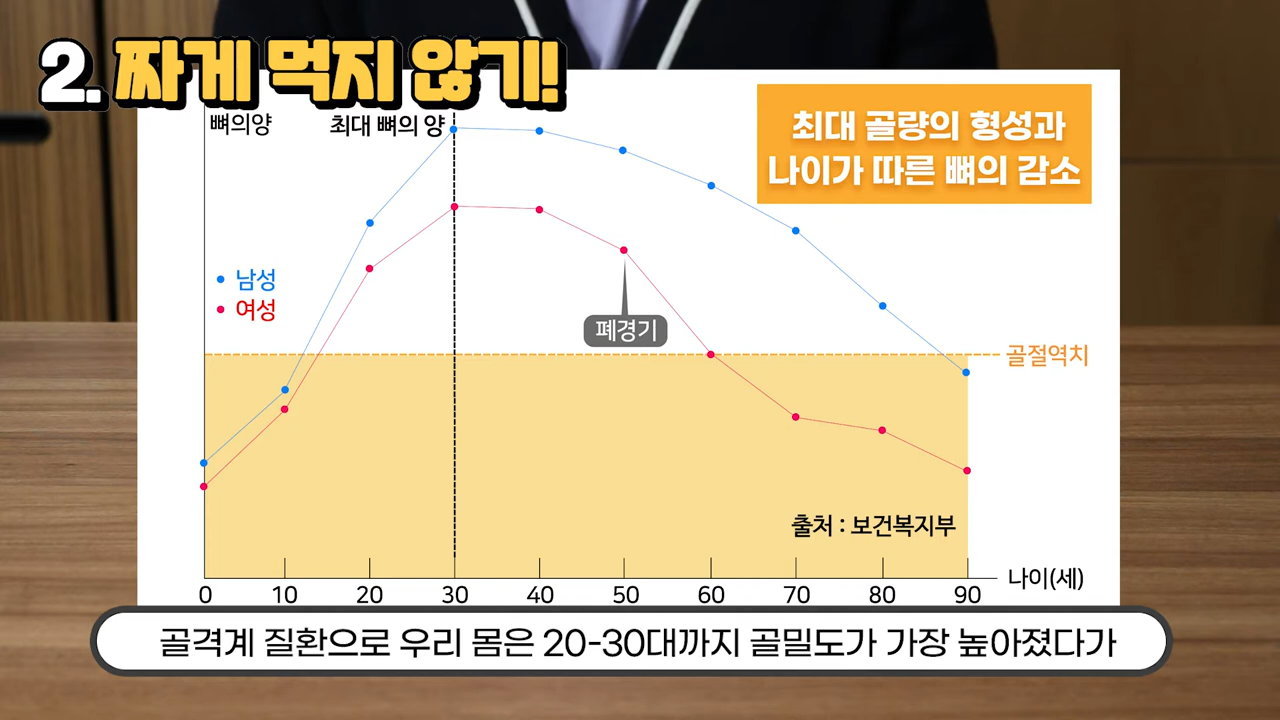 2. 짜게 먹지 않기!
뼈의양
최대 뼈의 양
최대 골량의 형성과
나이가 따른 뼈의 감소
남성
여성
폐경기
골절역치
출처 : 보건복지부
나이(세)
0 10 20 30 40 50 60 70 80 90
골격계 질환으로 우리 몸은 20-30대까지 골밀도가 가장 높아졌다가